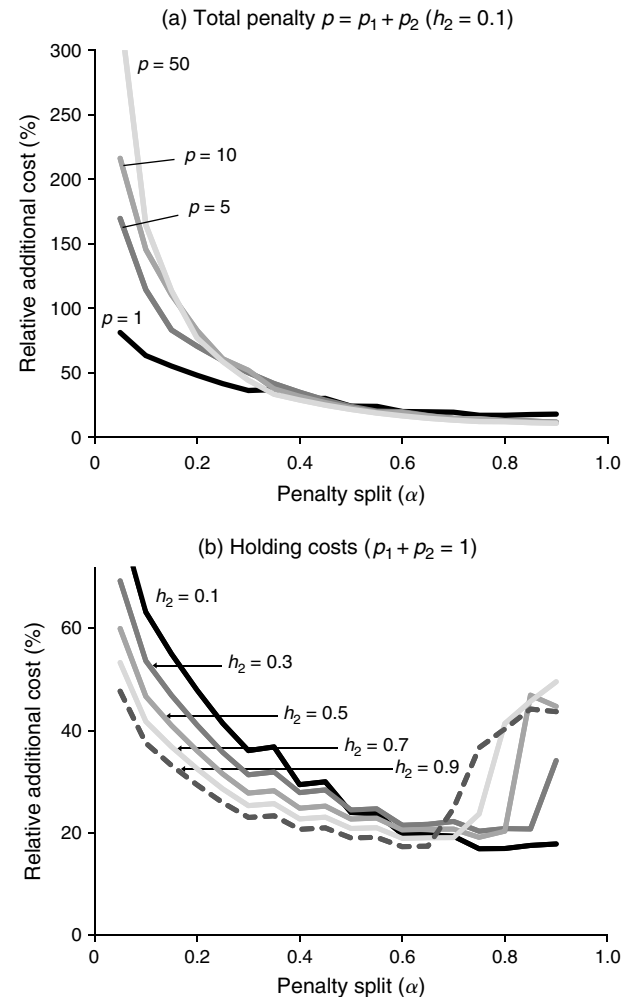 (a) Total penalty p = p1 + p2 (h2 = 0.1)
Relative additional cost (%)
300
250
200
150
100
50
0
p = 50
p = 10
p = 5
p = 1
0
0.2
0.4
0.6
0.8
1.0
Penalty split (α)
(b) Holding costs (p1 + p2 = 1)
Relative additional cost (%)
60
40
20
0
h2 = 0.1
h2 = 0.3
h2 = 0.5
h2 = 0.7
h2 = 0.9
0
0.2
0.4
0.6
0.8
1.0
Penalty split (α)